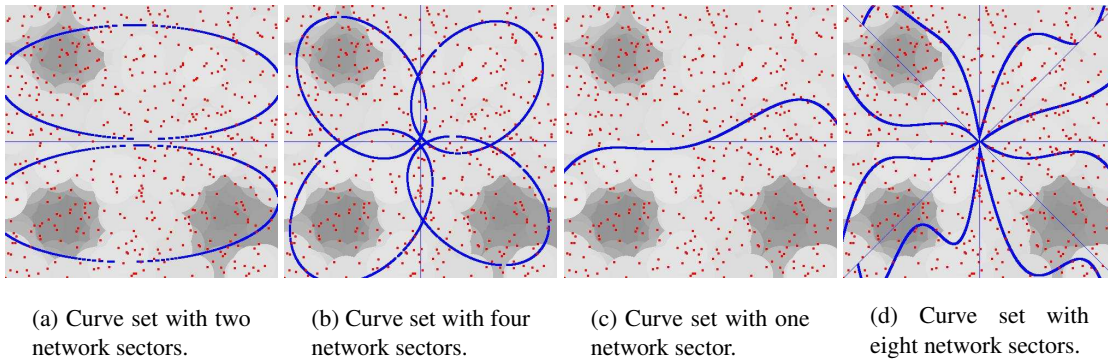 (a) Curve set with two
network sectors.
(b) Curve set with four
network sectors.
(c) Curve set with one
network sector.
(d) Curve set with
eight network sectors.